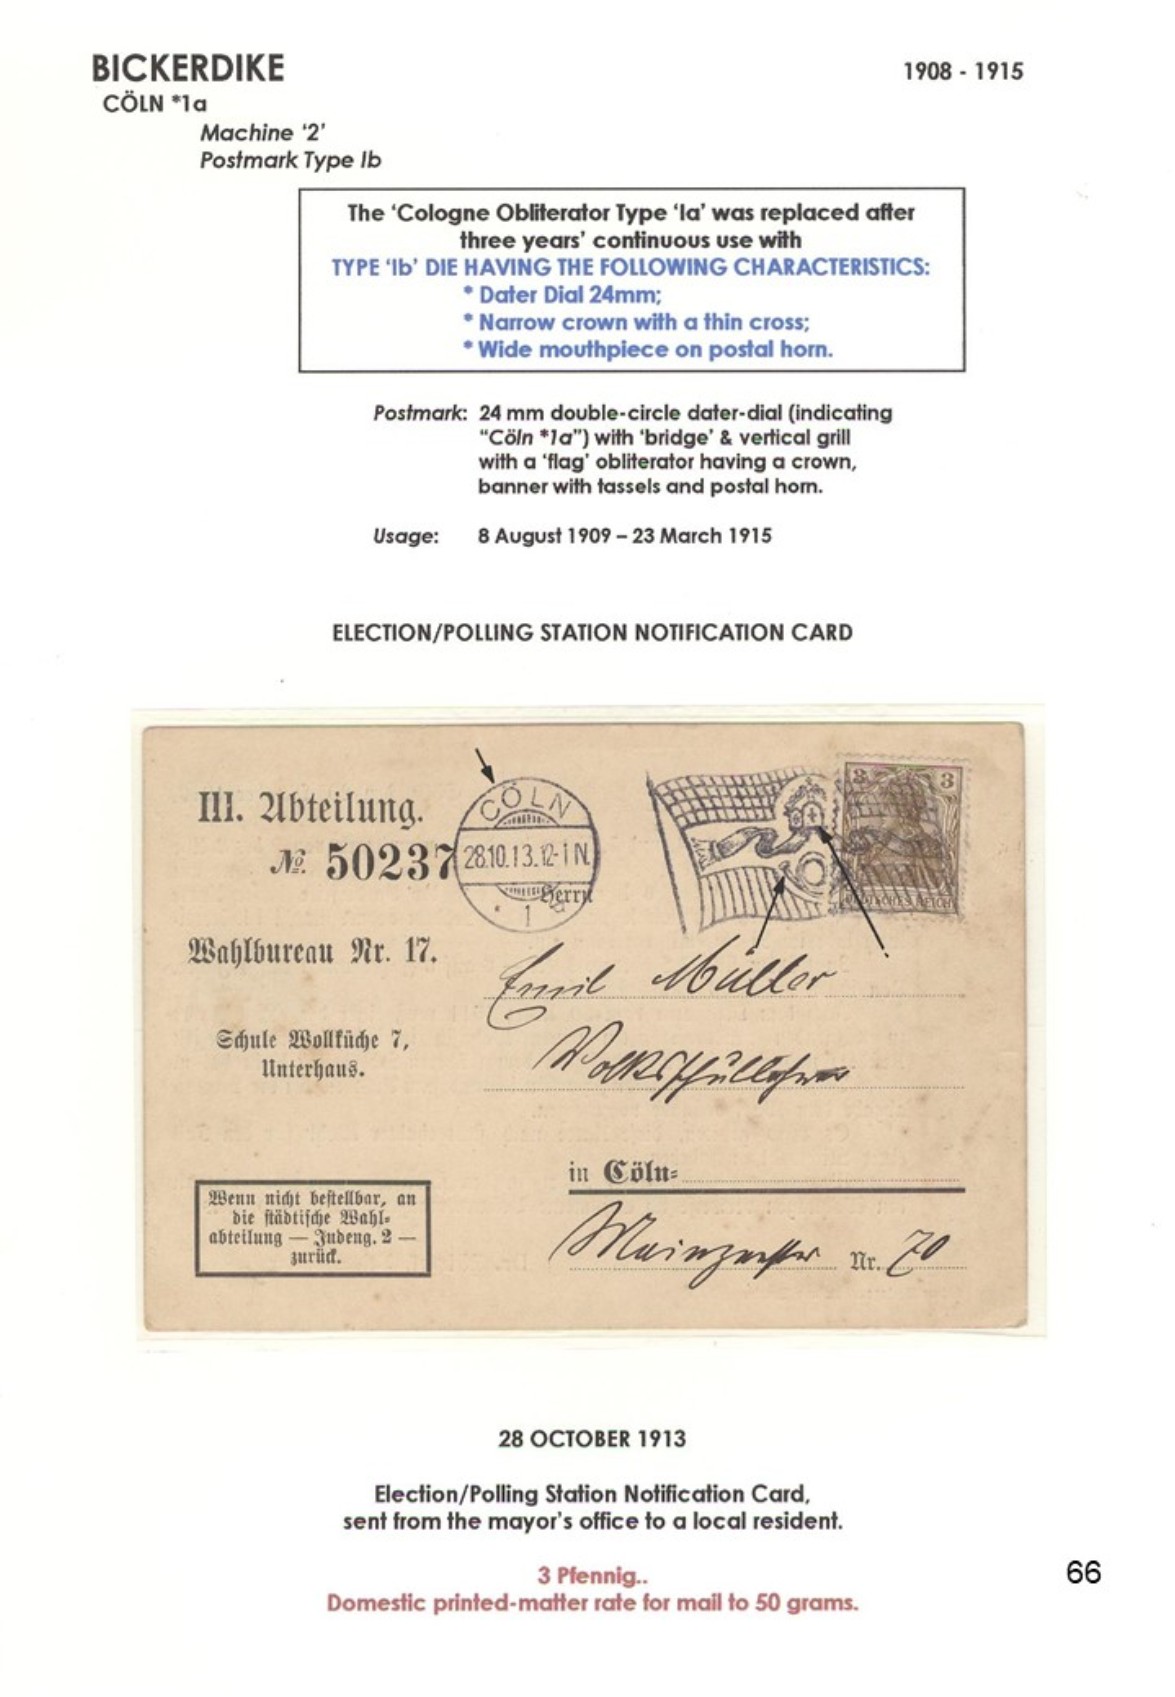 BICKERDIKE
1908 - 1915
CÖLN *1a
Machine ‘2’
Postmark Type Ib
The ‘Cologne Obliterator Type ‘Ia’ was replaced after
three years’ continuous use with
TYPE ‘Ib’ DIE HAVING THE FOLLOWING CHARACTERISTICS:
* Dater Dial 24mm;
* Narrow crown with a thin cross;
* Wide mouthpiece on postal horn.
Postmark: 24 mm double-circle dater-dial (indicating
“Cöln *1a”) with ‘bridge’ & vertical grill
with a ‘flag’ obliterator having a crown,
banner with tassels and postal horn.
Usage: 8 August 1909 – 23 March 1915
ELECTION/POLLING STATION NOTIFICATION CARD
III. Abteilung.
№ 50237
CÖLN
28.10.13.12-1 N.
* 1 a
3 3
DEUTSCHES REICH
Herrn
Wahlbureau Nr. 17.
Emil Müller
Schule Wollküche 7,
Unterhaus.
Volksschullehrer
in Cöln-
Wenn nicht bestellbar, an
die städtische Wahl-
abteilung — Judeng. 2 —
zurück.
Mainzerstr Nr. 70
28 OCTOBER 1913
Election/Polling Station Notification Card,
sent from the mayor’s office to a local resident.
3 Pfennig..
Domestic printed-matter rate for mail to 50 grams.
66